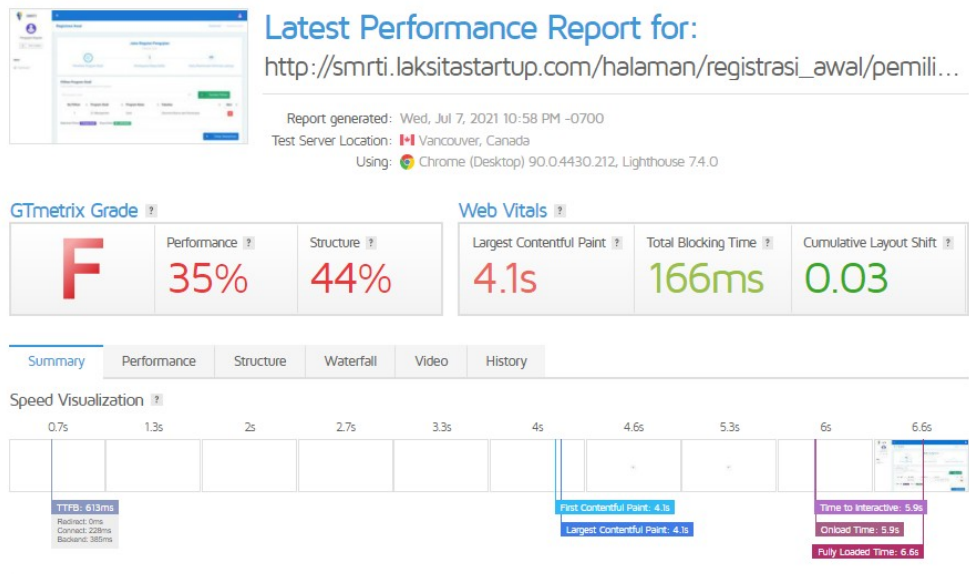 Latest Performance Report for:
http://smrti.laksitastartup.com/halaman/registrasi_awal/pemili...
Report generated: Wed, Jul 7, 2021 10:58 PM -0700
Test Server Location: Vancouver, Canada
Using: Chrome (Desktop) 90.0.4430.212, Lighthouse 7.4.0
GTmetrix Grade ?
Web Vitals ?
F
Performance ?
35%
Structure ?
44%
Largest Contentful Paint ?
4.1s
Total Blocking Time ?
166ms
Cumulative Layout Shift ?
0.03
Summary Performance Structure Waterfall Video History
Speed Visualization ?
0.7s 1.3s 2s 2.7s 3.3s 4s 4.6s 5.3s 6s 6.6s
TTFB: 613ms
Redirect: 0ms
Connect: 228ms
Backend: 385ms
First Contentful Paint: 4.1s
Largest Contentful Paint: 4.1s
Time to Interactive: 5.9s
Onload Time: 5.9s
Fully Loaded Time: 6.6s